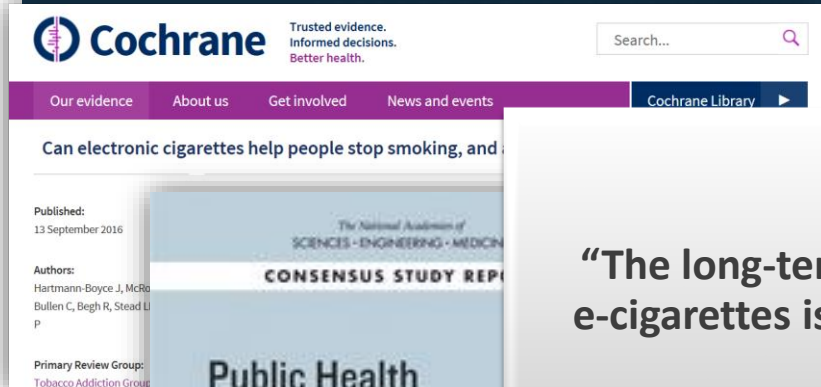 Cochrane
Trusted evidence.
Informed decisions.
Better health.
Search...
Our evidence
About us
Get involved
News and events
Cochrane Library
Can electronic cigarettes help people stop smoking, and
Published:
13 September 2016
Authors:
Hartmann-Boyce J, McRo
Bullen C, Begh R, Stead L
P
Primary Review Group:
Tobacco Addiction Group
The National Academies of
SCIENCES · ENGINEERING · MEDICIN
CONSENSUS STUDY REP
Public Health
“The long-ter
e-cigarettes is